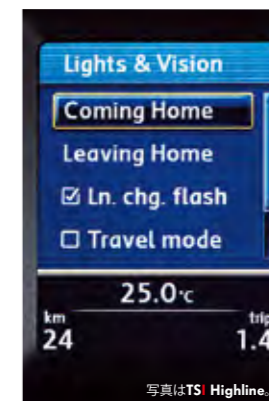 Lights & Vision
Coming Home
Leaving Home
☑ Ln. chg. flash
☐ Travel mode
25.0°C
km trip
24 1.4
写真はTSI Highline。